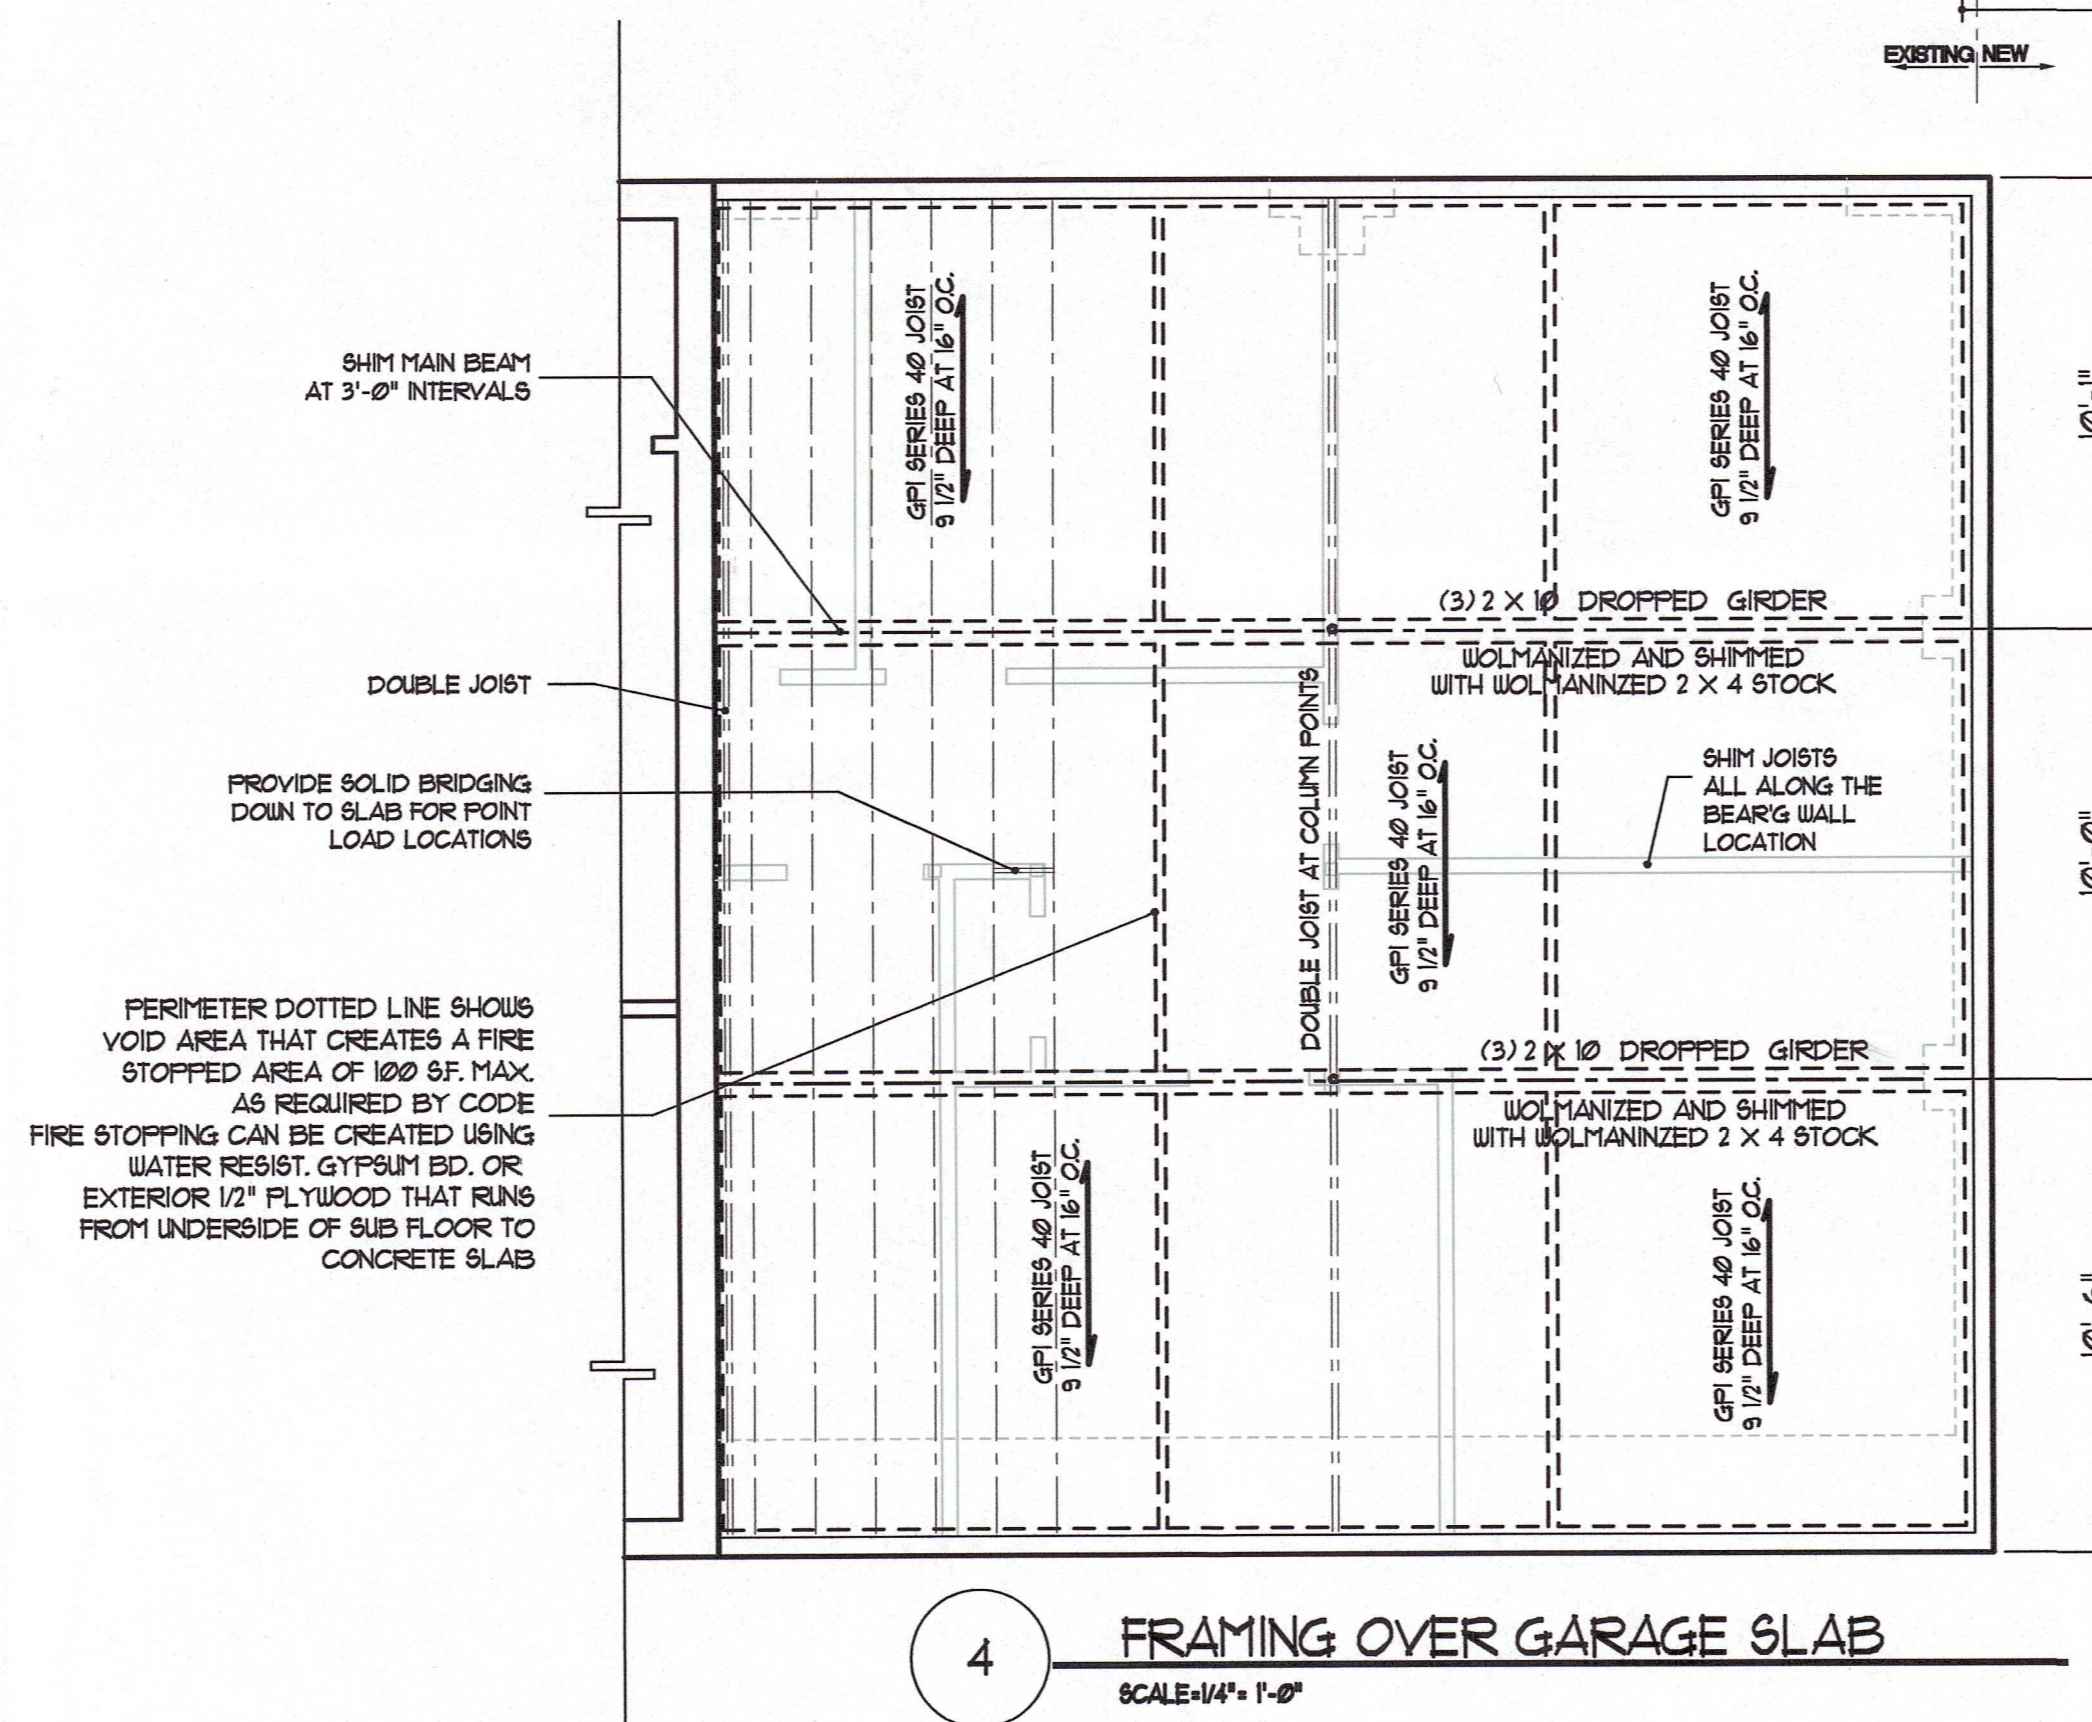 EXISTING NEW
SHIM MAIN BEAM
AT 3'-0" INTERVALS
DOUBLE JOIST
PROVIDE SOLID BRIDGING
DOWN TO SLAB FOR POINT
LOAD LOCATIONS
PERIMETER DOTTED LINE SHOWS
VOID AREA THAT CREATES A FIRE
STOPPED AREA OF 100 S.F. MAX.
AS REQUIRED BY CODE
FIRE STOPPING CAN BE CREATED USING
WATER RESIST. GYPSUM BD. OR
EXTERIOR 1/2" PLYWOOD THAT RUNS
FROM UNDERSIDE OF SUB FLOOR TO
CONCRETE SLAB
GPI SERIES 40 JOIST
9 1/2" DEEP AT 16" O.C.
GPI SERIES 40 JOIST
9 1/2" DEEP AT 16" O.C.
(3) 2 X 10 DROPPED GIRDER
WOLMANIZED AND SHIMMED
WITH WOLMANINZED 2 X 4 STOCK
DOUBLE JOIST AT COLUMN POINTS
GPI SERIES 40 JOIST
9 1/2" DEEP AT 16" O.C.
SHIM JOISTS
ALL ALONG THE
BEAR'G WALL
LOCATION
(3) 2 X 10 DROPPED GIRDER
WOLMANIZED AND SHIMMED
WITH WOLMANINZED 2 X 4 STOCK
GPI SERIES 40 JOIST
9 1/2" DEEP AT 16" O.C.
GPI SERIES 40 JOIST
9 1/2" DEEP AT 16" O.C.
10'-1"
10'-0"
4
FRAMING OVER GARAGE SLAB
SCALE=1/4"= 1'-0"